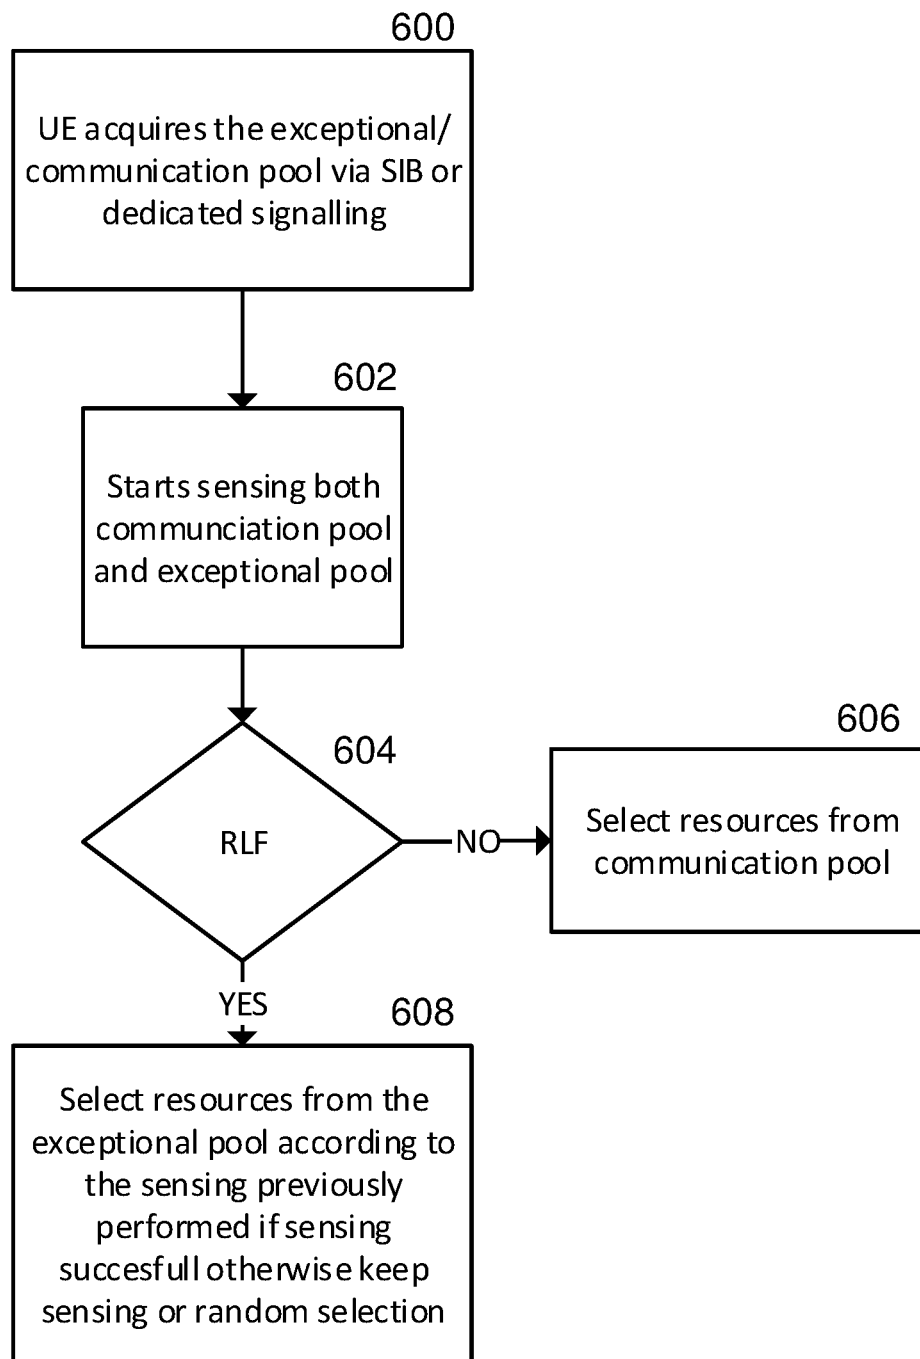 600
UE acquires the exceptional/
communication pool via SIB or
dedicated signalling
602
Starts sensing both
communciation pool
and exceptional pool
604
RLF
NO
606
Select resources from
communication pool
YES
608
Select resources from the
exceptional pool according to
the sensing previously
performed if sensing
succesfull otherwise keep
sensing or random selection